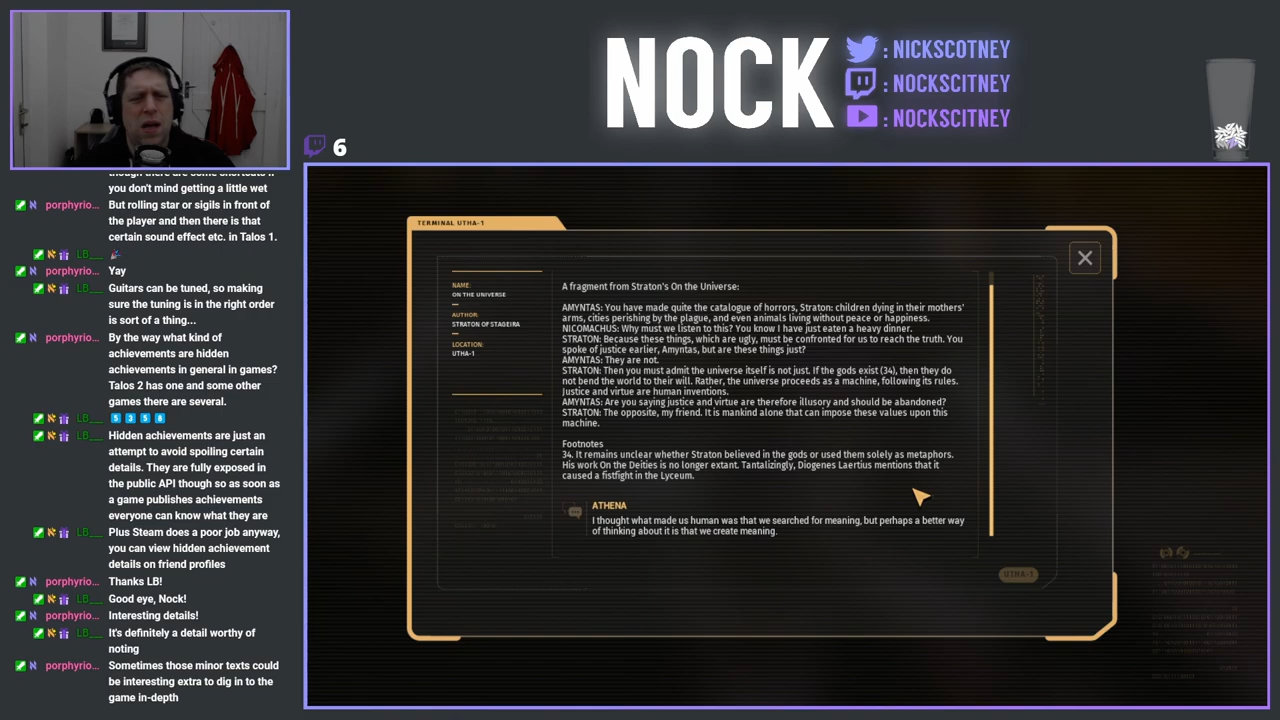 NOCK
: NICKSCOTNEY
: NOCKSCITNEY
: NOCKSCITNEY
6
though there are some shortcuts if
you don't mind getting a little wet
porphyrio... But rolling star or sigils in front of
the player and then there is that
certain sound effect etc. in Talos 1.
LB__
porphyrio... Yay
LB__ Guitars can be tuned, so making
sure the tuning is in the right order
is sort of a thing...
porphyrio... By the way what kind of
achievements are hidden
achievements in general in games?
Talos 2 has one and some other
games there are several.
LB__
LB__ Hidden achievements are just an
attempt to avoid spoiling certain
details. They are fully exposed in
the public API though so as soon as
a game publishes achievements
everyone can know what they are
LB__ Plus Steam does a poor job anyway,
you can view hidden achievement
details on friend profiles
porphyrio... Thanks LB!
LB__ Good eye, Nock!
porphyrio... Interesting details!
LB__ It's definitely a detail worthy of
noting
porphyrio... Sometimes those minor texts could
be interesting extra to dig in to the
game in-depth
TERMINAL UTHA-1
NAME:
ON THE UNIVERSE
AUTHOR:
STRATON OF STAGEIRA
LOCATION:
UTHA-1
A fragment from Straton's On the Universe:
AMYNTAS: You have made quite the catalogue of horrors, Straton: children dying in their mothers'
arms, cities perishing by the plague, and even animals living without peace or happiness.
NICOMACHUS: Why must we listen to this? You know I have just eaten a heavy dinner.
STRATON: Because these things, which are ugly, must be confronted for us to reach the truth. You
spoke of justice earlier, Amyntas, but are these things just?
AMYNTAS: They are not.
STRATON: Then you must admit the universe itself is not just. If the gods exist (34), then they do
not bend the world to their will. Rather, the universe proceeds as a machine, following its rules.
Justice and virtue are human inventions.
AMYNTAS: Are you saying justice and virtue are therefore illusory and should be abandoned?
STRATON: The opposite, my friend. It is mankind alone that can impose these values upon this
machine.
Footnotes
34. It remains unclear whether Straton believed in the gods or used them solely as metaphors.
His work On the Deities is no longer extant. Tantalizingly, Diogenes Laertius mentions that it
caused a fistfight in the Lyceum.
ATHENA
I thought what made us human was that we searched for meaning, but perhaps a better way
of thinking about it is that we create meaning.
UTHA-1